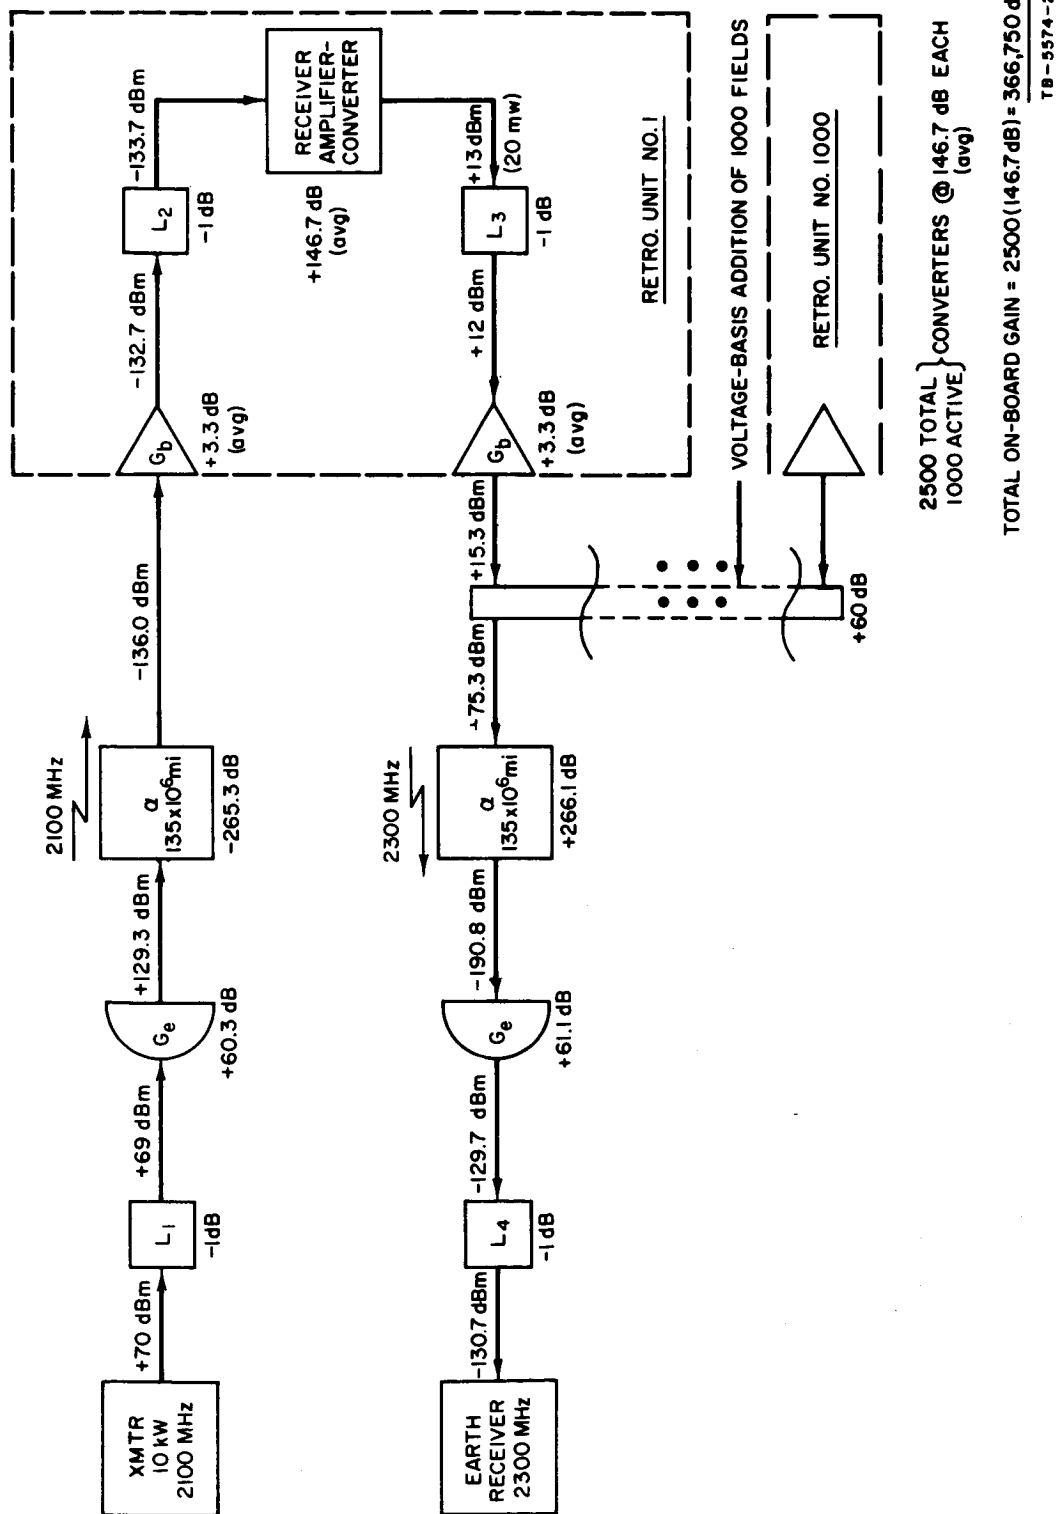 XMTR
10 kW
2100 MHz
+70 dBm
L1
-1dB
+69 dBm
Ge
+60.3 dB
+129.3 dBm
2100 MHz
α
135x10⁶mi
-265.3 dB
-136.0 dBm
Gb
+3.3 dB
(avg)
-132.7 dBm
L2
-1 dB
-133.7 dBm
RECEIVER
AMPLIFIER-
CONVERTER
+146.7 dB
(avg)
+13dBm
(20 mw)
L3
-1 dB
+12 dBm
Gb
+3.3 dB
(avg)
RETRO. UNIT NO. 1
+15.3 dBm
+75.3 dBm
2300 MHz
α
135x10⁶mi
+266.1 dB
-190.8 dBm
Ge
+61.1 dB
-129.7 dBm
L4
-1 dB
-130.7dBm
EARTH
RECEIVER
2300 MHz
VOLTAGE-BASIS ADDITION OF 1000 FIELDS
+60 dB
RETRO. UNIT NO. 1000
2500 TOTAL
1000 ACTIVE
CONVERTERS @ 146.7 dB EACH
(avg)
TOTAL ON-BOARD GAIN = 2500(146.7 dB) = 366,750 d
TB-5574-